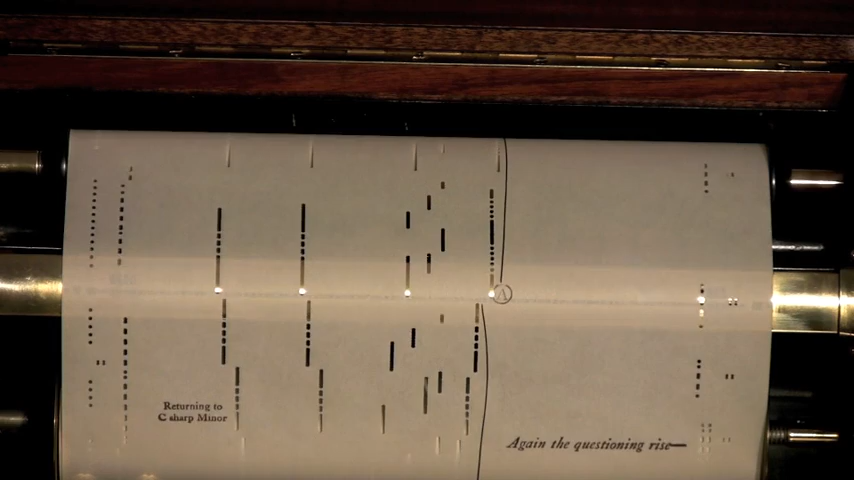 Returning to
C sharp Minor
Again the questioning rise—